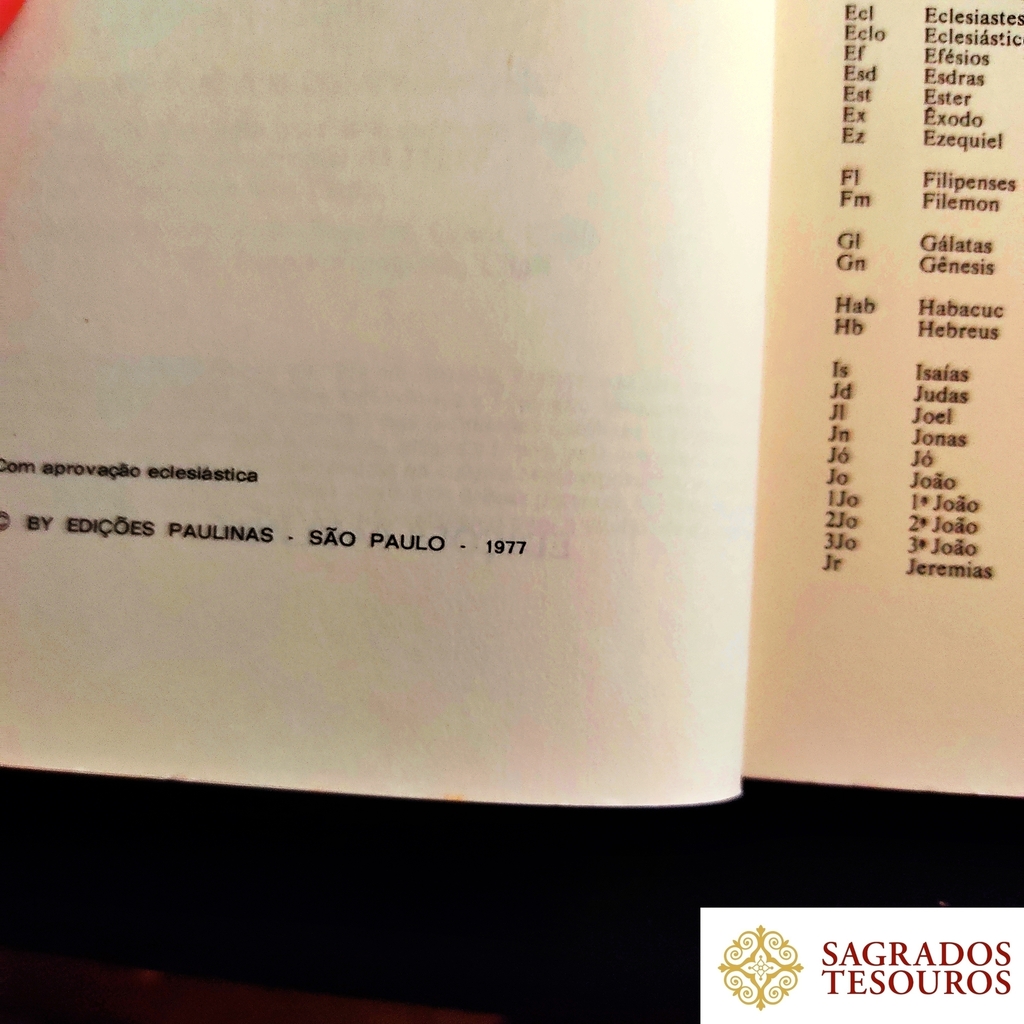 Com aprovação eclesiástica
© BY EDIÇÕES PAULINAS - SÃO PAULO - 1977
Ecl Eclesiastes
Eclo Eclesiástic
Ef Efésios
Esd Esdras
Est Ester
Ex Êxodo
Ez Ezequiel
Fl Filipenses
Fm Filemon
Gl Gálatas
Gn Gênesis
Hab Habacuc
Hb Hebreus
Is Isaías
Jd Judas
Jl Joel
Jn Jonas
Jó Jó
Jo João
1Jo 1ª João
2Jo 2ª João
3Jo 3ª João
Jr Jeremias
SAGRADOS
TESOUROS